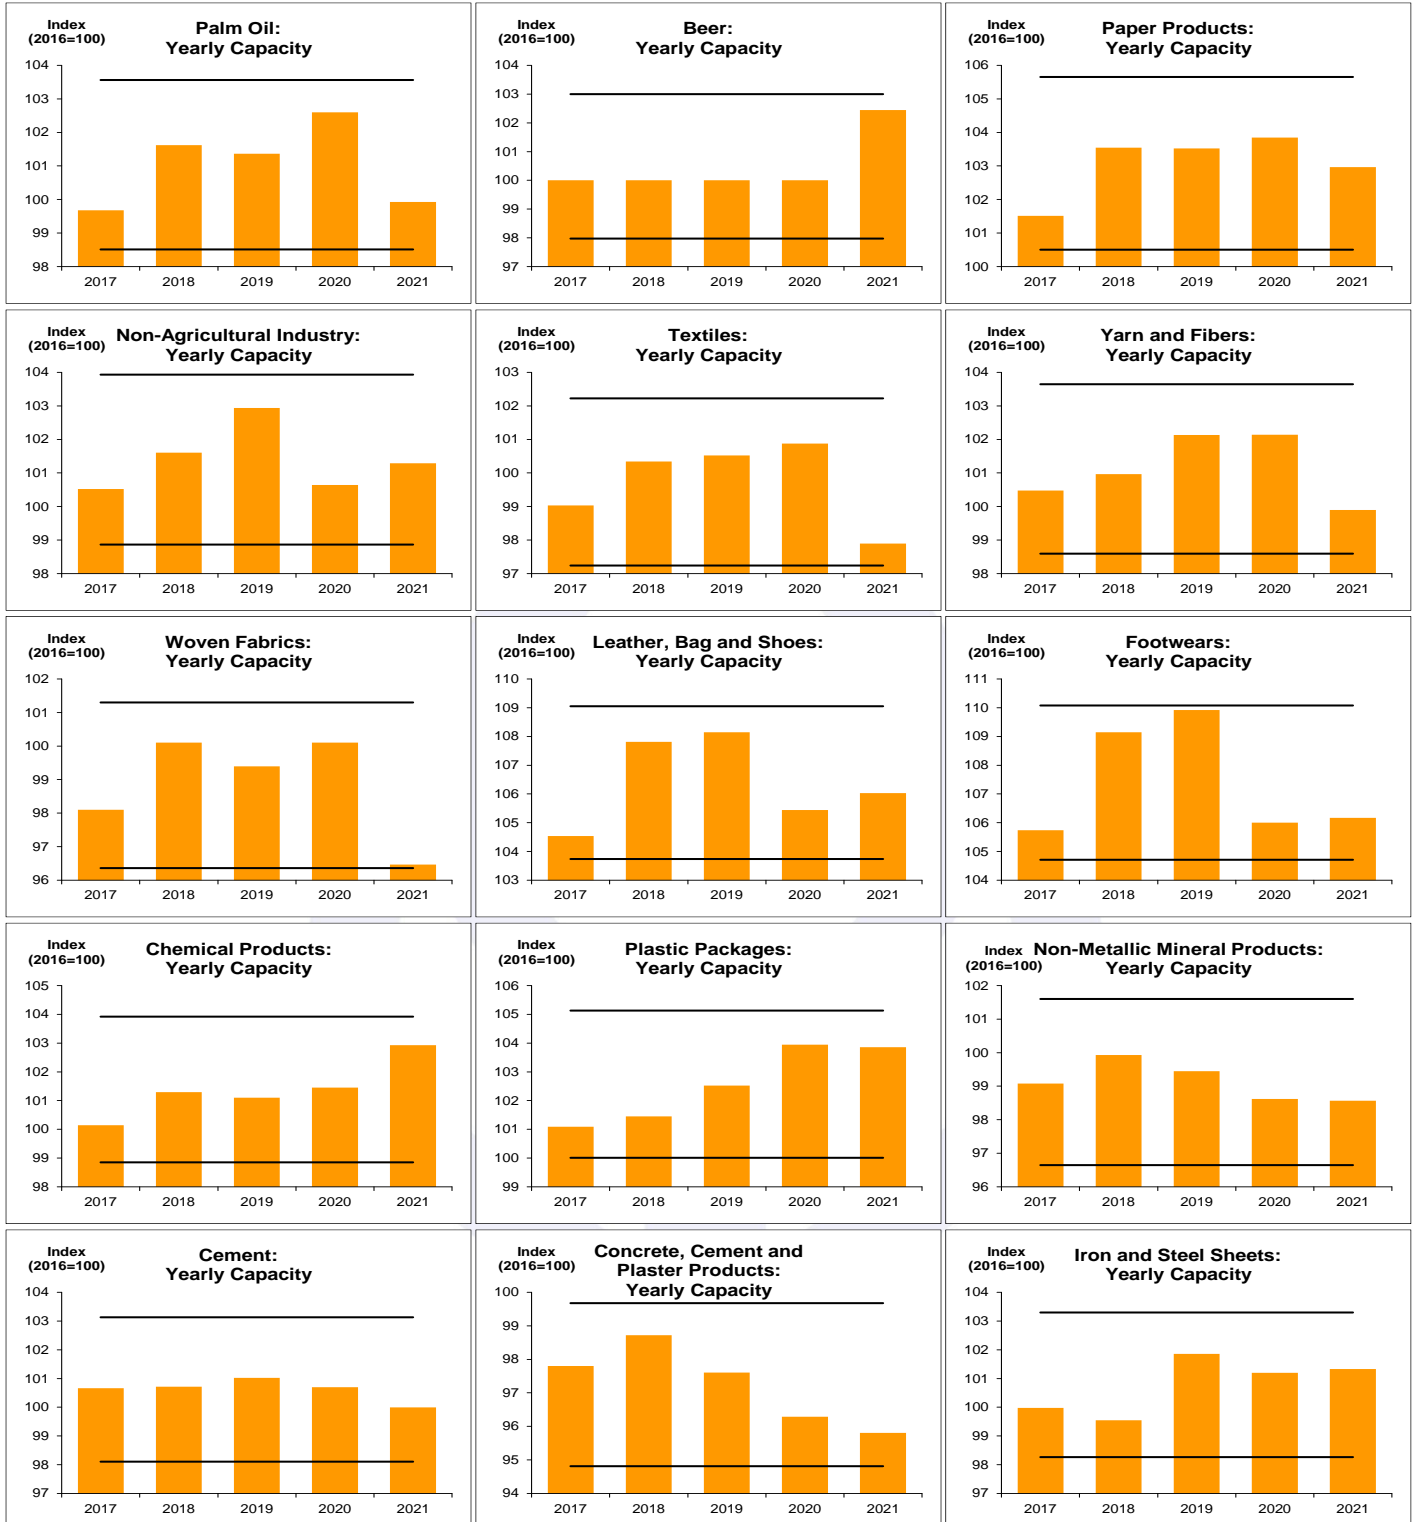 Index
(2016=100)
Palm Oil:
Yearly Capacity
104
103
102
101
100
99
98
2017 2018 2019 2020 2021
Index
(2016=100)
Beer:
Yearly Capacity
104
103
102
101
100
99
98
97
2017 2018 2019 2020 2021
Index
(2016=100)
Paper Products:
Yearly Capacity
106
105
104
103
102
101
100
2017 2018 2019 2020 2021
Index
(2016=100)
Non-Agricultural Industry:
Yearly Capacity
104
103
102
101
100
99
98
2017 2018 2019 2020 2021
Index
(2016=100)
Textiles:
Yearly Capacity
103
102
101
100
99
98
97
2017 2018 2019 2020 2021
Index
(2016=100)
Yarn and Fibers:
Yearly Capacity
104
103
102
101
100
99
98
2017 2018 2019 2020 2021
Index
(2016=100)
Woven Fabrics:
Yearly Capacity
102
101
100
99
98
97
96
2017 2018 2019 2020 2021
Index
(2016=100)
Leather, Bag and Shoes:
Yearly Capacity
110
109
108
107
106
105
104
103
2017 2018 2019 2020 2021
Index
(2016=100)
Footwears:
Yearly Capacity
111
110
109
108
107
106
105
104
2017 2018 2019 2020 2021
Index
(2016=100)
Chemical Products:
Yearly Capacity
105
104
103
102
101
100
99
98
2017 2018 2019 2020 2021
Index
(2016=100)
Plastic Packages:
Yearly Capacity
106
105
104
103
102
101
100
99
2017 2018 2019 2020 2021
Index
(2016=100)
Non-Metallic Mineral Products:
Yearly Capacity
102
101
100
99
98
97
96
2017 2018 2019 2020 2021
Index
(2016=100)
Cement:
Yearly Capacity
104
103
102
101
100
99
98
97
2017 2018 2019 2020 2021
Index
(2016=100)
Concrete, Cement and
Plaster Products:
Yearly Capacity
100
99
98
97
96
95
94
2017 2018 2019 2020 2021
Index
(2016=100)
Iron and Steel Sheets:
Yearly Capacity
104
103
102
101
100
99
98
97
2017 2018 2019 2020 2021